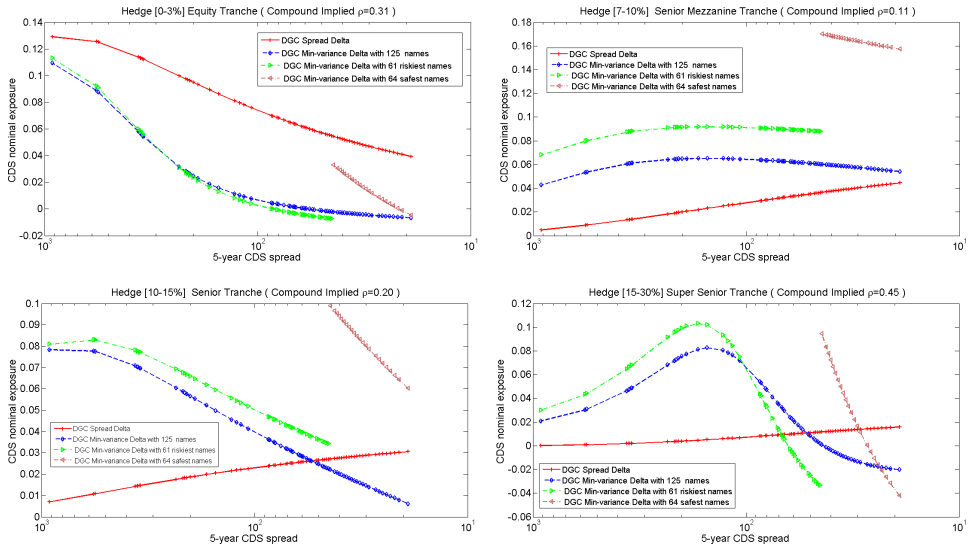 Hedge [0-3%] Equity Tranche ( Compound Implied ρ=0.31)
0.14
0.12
0.1
0.08
0.06
0.04
0.02
0
-0.02
CDS nominal exposure
DGC Spread Delta
DGC Min-variance Delta with 125 names
DGC Min-variance Delta with 61 riskiest names
DGC Min-variance Delta with 64 safest names
10^3
10^2
10^1
5-year CDS spread
Hedge [7-10%] Senior Mezzanine Tranche ( Compound Implied ρ=0.11 )
0.18
0.16
0.14
0.12
0.1
0.08
0.06
0.04
0.02
0
CDS nominal exposure
DGC Spread Delta
DGC Min-variance Delta with 125 names
DGC Min-variance Delta with 61 riskiest names
DGC Min-variance Delta with 64 safest names
10^3
10^2
10^1
5-year CDS spread
Hedge [10-15%] Senior Tranche ( Compound Implied ρ=0.20 )
0.1
0.09
0.08
0.07
0.06
0.05
0.04
0.03
0.02
0.01
0
CDS nominal exposure
DGC Spread Delta
DGC Min-variance Delta with 125 names
DGC Min-variance Delta with 61 riskiest names
DGC Min-variance Delta with 64 safest names
10^3
10^2
10^1
5-year CDS spread
Hedge [15-30%] Super Senior Tranche ( Compound Implied ρ=0.45 )
0.12
0.1
0.08
0.06
0.04
0.02
0
-0.02
-0.04
-0.06
CDS nominal exposure
DGC Spread Delta
DGC Min-variance Delta with 125 names
DGC Min-variance Delta with 61 riskiest names
DGC Min-variance Delta with 64 safest names
10^3
10^2
10^1
5-year CDS spread